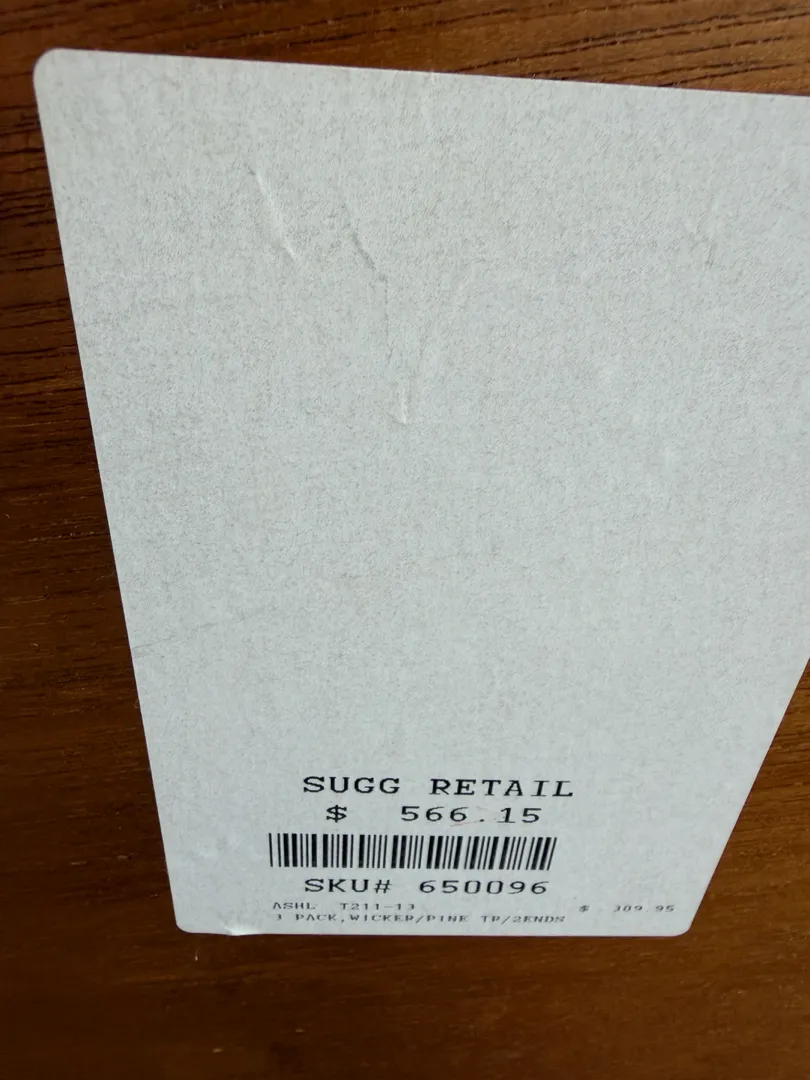 SUGG RETAIL
$ 566.15
SKU# 650096
ASHL T211-13 $ 309.95
3 PACK,WICKER/PINE TP/2ENDS